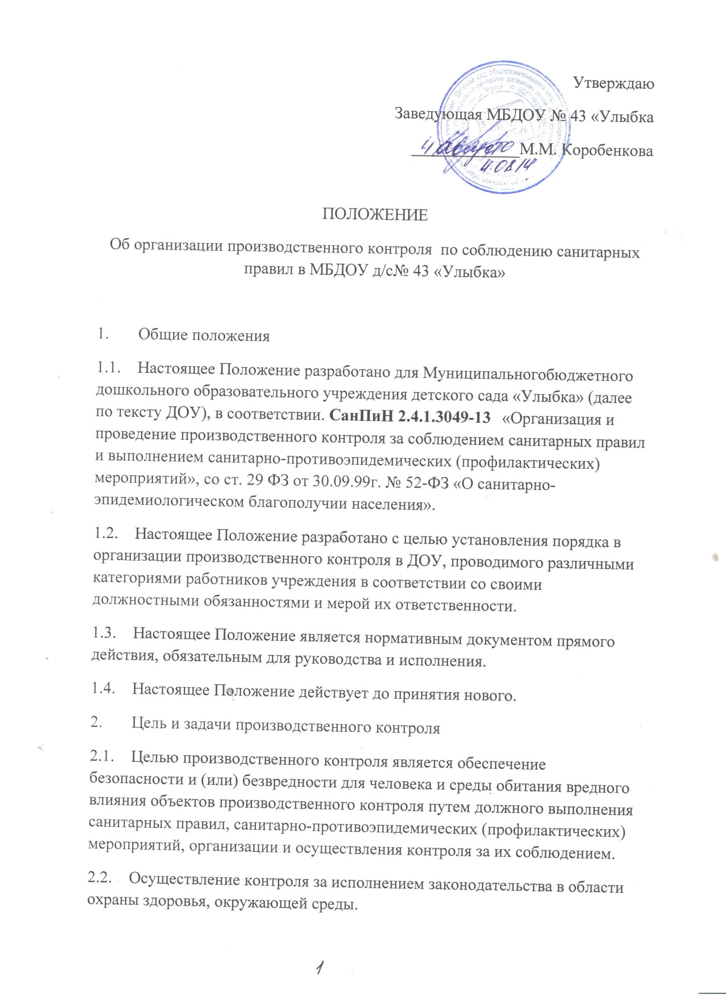 Утверждаю
Заведующая МБДОУ № 43 «Улыбка
М.М. Коробенкова
ПОЛОЖЕНИЕ
Об организации производственного контроля по соблюдению санитарных
правил в МБДОУ д/с№ 43 «Улыбка»
1. Общие положения
1.1. Настоящее Положение разработано для Муниципальногобюджетного
дошкольного образовательного учреждения детского сада «Улыбка» (далее
по тексту ДОУ), в соответствии. СанПиН 2.4.1.3049-13 «Организация и
проведение производственного контроля за соблюдением санитарных правил
и выполнением санитарно-противоэпидемических (профилактических)
мероприятий», со ст. 29 ФЗ от 30.09.99г. № 52-ФЗ «О санитарно-
эпидемиологическом благополучии населения».
1.2. Настоящее Положение разработано с целью установления порядка в
организации производственного контроля в ДОУ, проводимого различными
категориями работников учреждения в соответствии со своими
должностными обязанностями и мерой их ответственности.
1.3. Настоящее Положение является нормативным документом прямого
действия, обязательным для руководства и исполнения.
1.4. Настоящее Положение действует до принятия нового.
2. Цель и задачи производственного контроля
2.1. Целью производственного контроля является обеспечение
безопасности и (или) безвредности для человека и среды обитания вредного
влияния объектов производственного контроля путем должного выполнения
санитарных правил, санитарно-противоэпидемических (профилактических)
мероприятий, организации и осуществления контроля за их соблюдением.
2.2. Осуществление контроля за исполнением законодательства в области
охраны здоровья, окружающей среды.
1